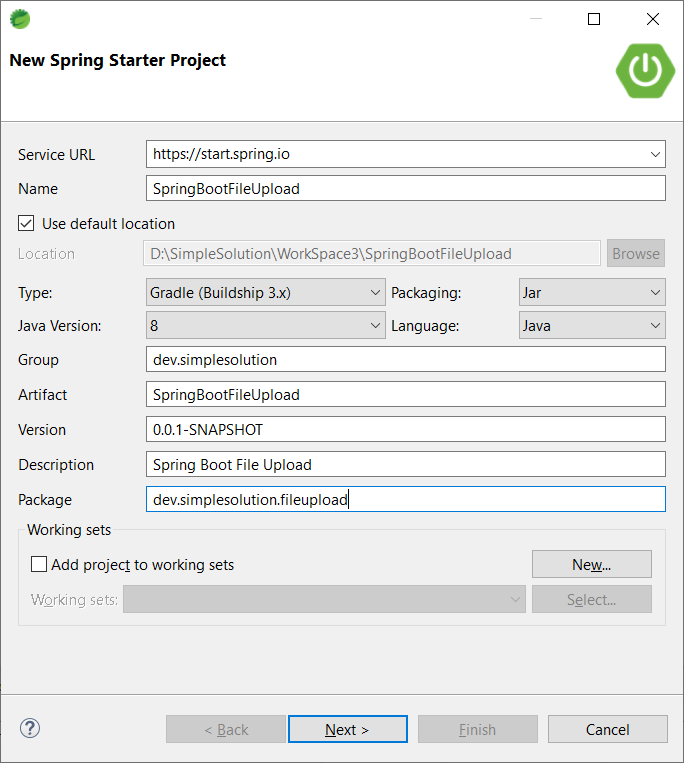 New Spring Starter Project
Service URL https://start.spring.io
Name SpringBootFileUpload
Use default location
Location D:\SimpleSolution\WorkSpace3\SpringBootFileUpload Browse
Type: Gradle (Buildship 3.x) Packaging: Jar
Java Version: 8 Language: Java
Group dev.simplesolution
Artifact SpringBootFileUpload
Version 0.0.1-SNAPSHOT
Description Spring Boot File Upload
Package dev.simplesolution.fileupload
Working sets
Add project to working sets New...
Working sets: Select...
? < Back Next > Finish Cancel